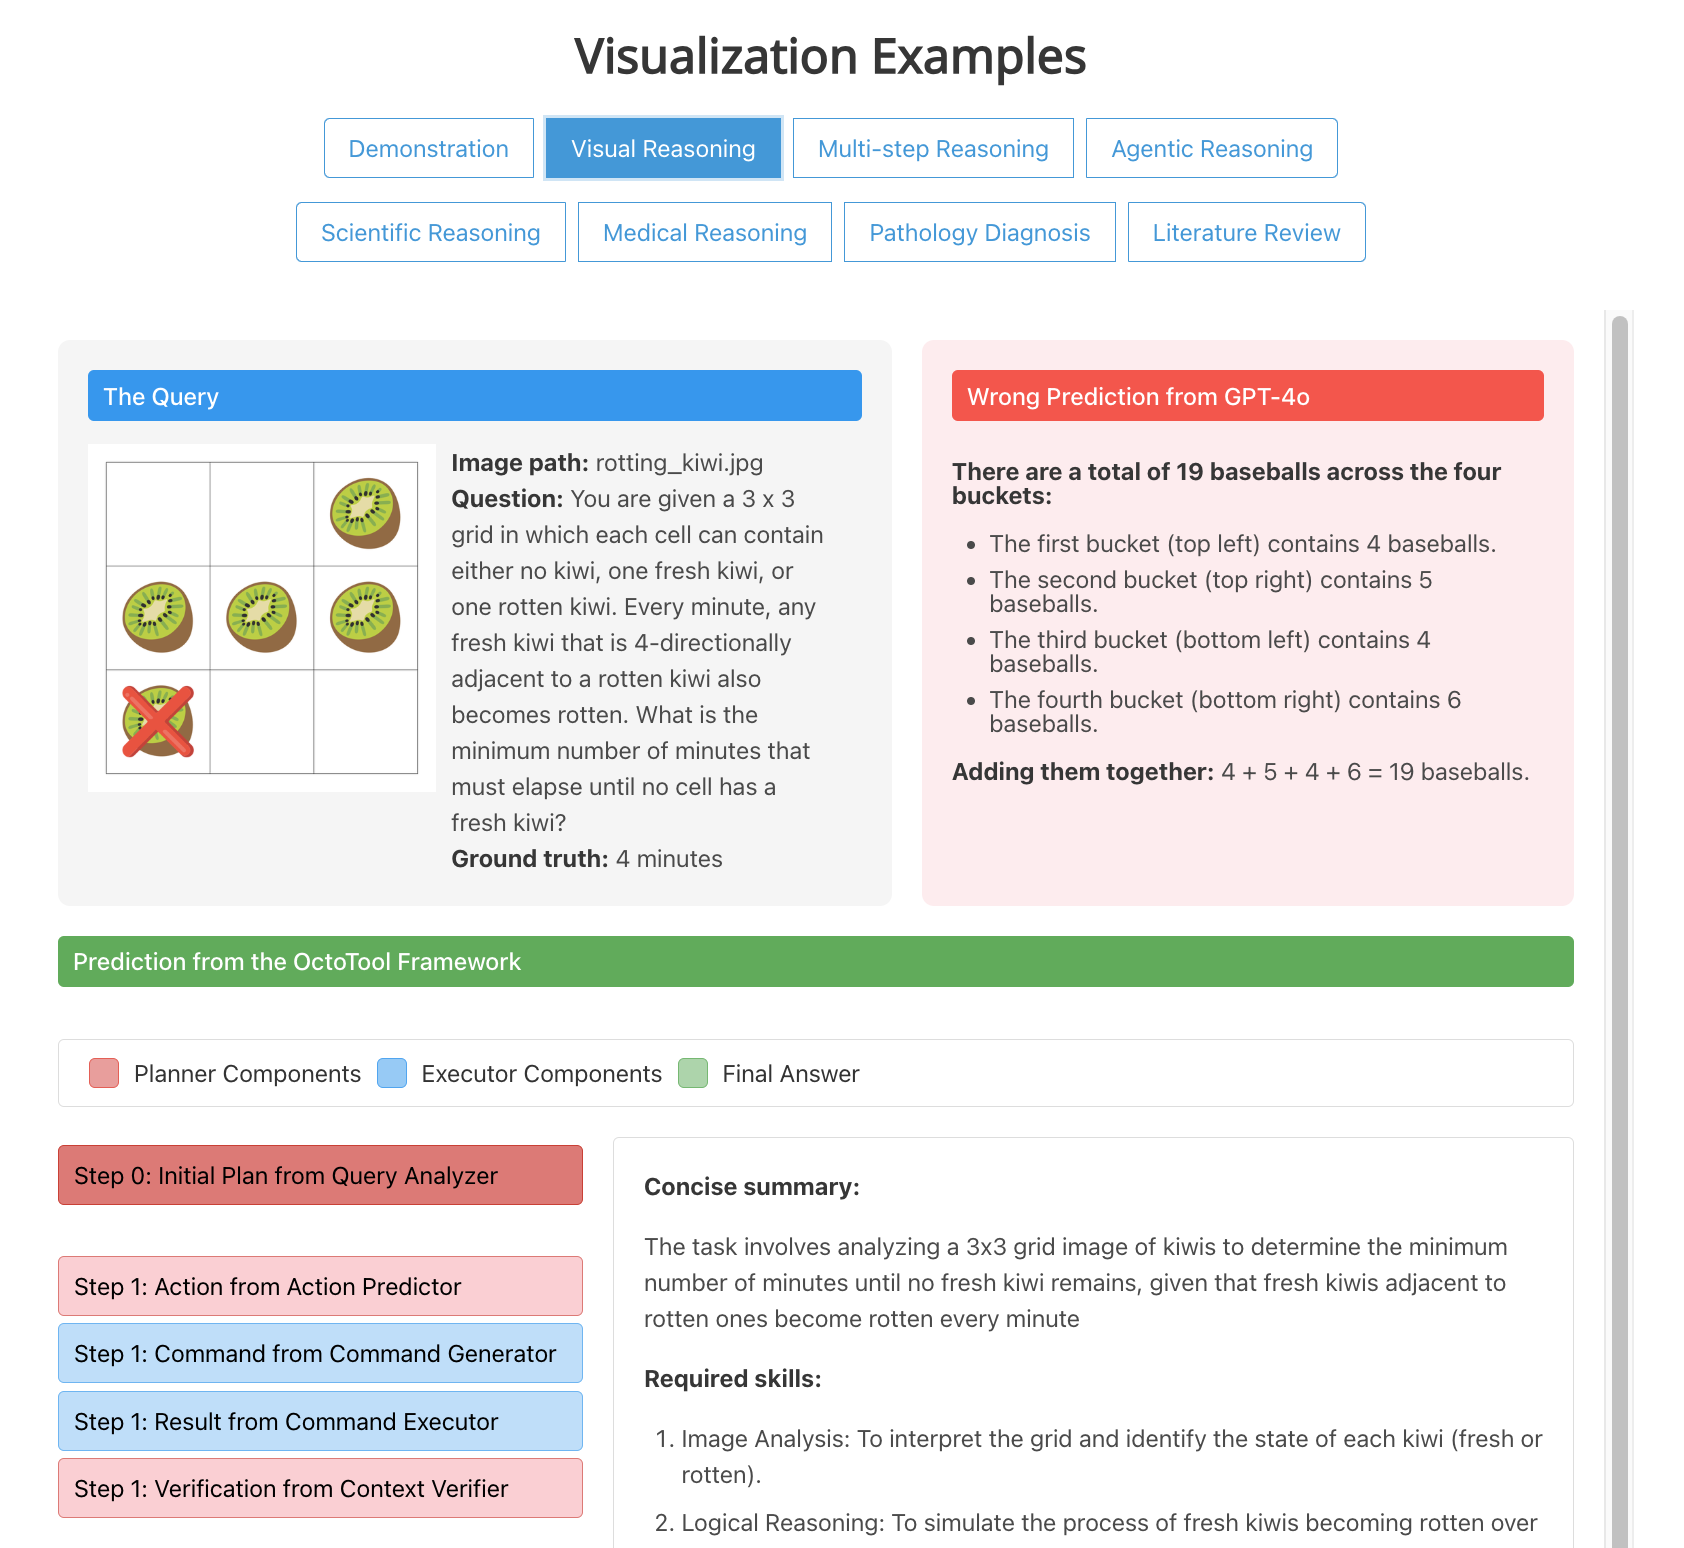 Visualization Examples
Demonstration
Visual Reasoning
Multi-step Reasoning
Agentic Reasoning
Scientific Reasoning
Medical Reasoning
Pathology Diagnosis
Literature Review
The Query
Image path: rotting_kiwi.jpg
Question: You are given a 3 x 3
grid in which each cell can contain
either no kiwi, one fresh kiwi, or
one rotten kiwi. Every minute, any
fresh kiwi that is 4-directionally
adjacent to a rotten kiwi also
becomes rotten. What is the
minimum number of minutes that
must elapse until no cell has a
fresh kiwi?
Ground truth: 4 minutes
Wrong Prediction from GPT-4o
There are a total of 19 baseballs across the four
buckets:
• The first bucket (top left) contains 4 baseballs.
• The second bucket (top right) contains 5
baseballs.
• The third bucket (bottom left) contains 4
baseballs.
• The fourth bucket (bottom right) contains 6
baseballs.
Adding them together: 4 + 5 + 4 + 6 = 19 baseballs.
Prediction from the OctoTool Framework
Planner Components
Executor Components
Final Answer
Step 0: Initial Plan from Query Analyzer
Step 1: Action from Action Predictor
Step 1: Command from Command Generator
Step 1: Result from Command Executor
Step 1: Verification from Context Verifier
Concise summary:
The task involves analyzing a 3x3 grid image of kiwis to determine the minimum
number of minutes until no fresh kiwi remains, given that fresh kiwis adjacent to
rotten ones become rotten every minute
Required skills:
1. Image Analysis: To interpret the grid and identify the state of each kiwi (fresh or
rotten).
2. Logical Reasoning: To simulate the process of fresh kiwis becoming rotten over